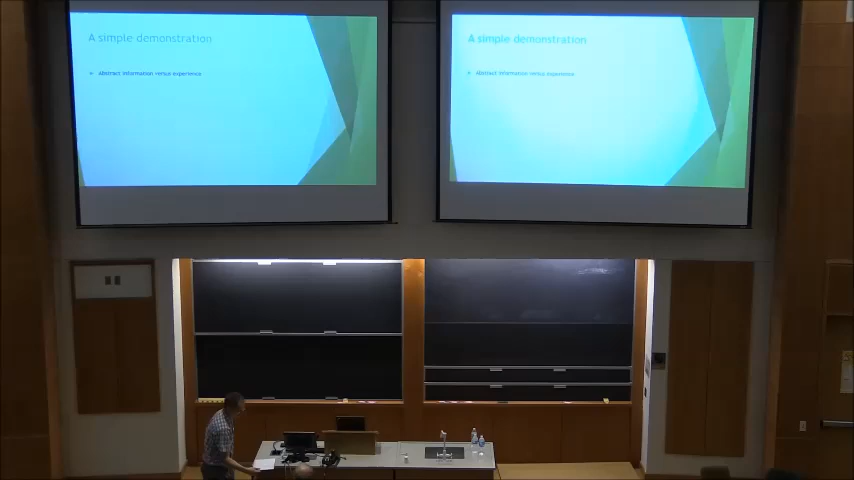 A simple demonstration
Abstract information versus experience
A simple demonstration
Abstract information versus experience